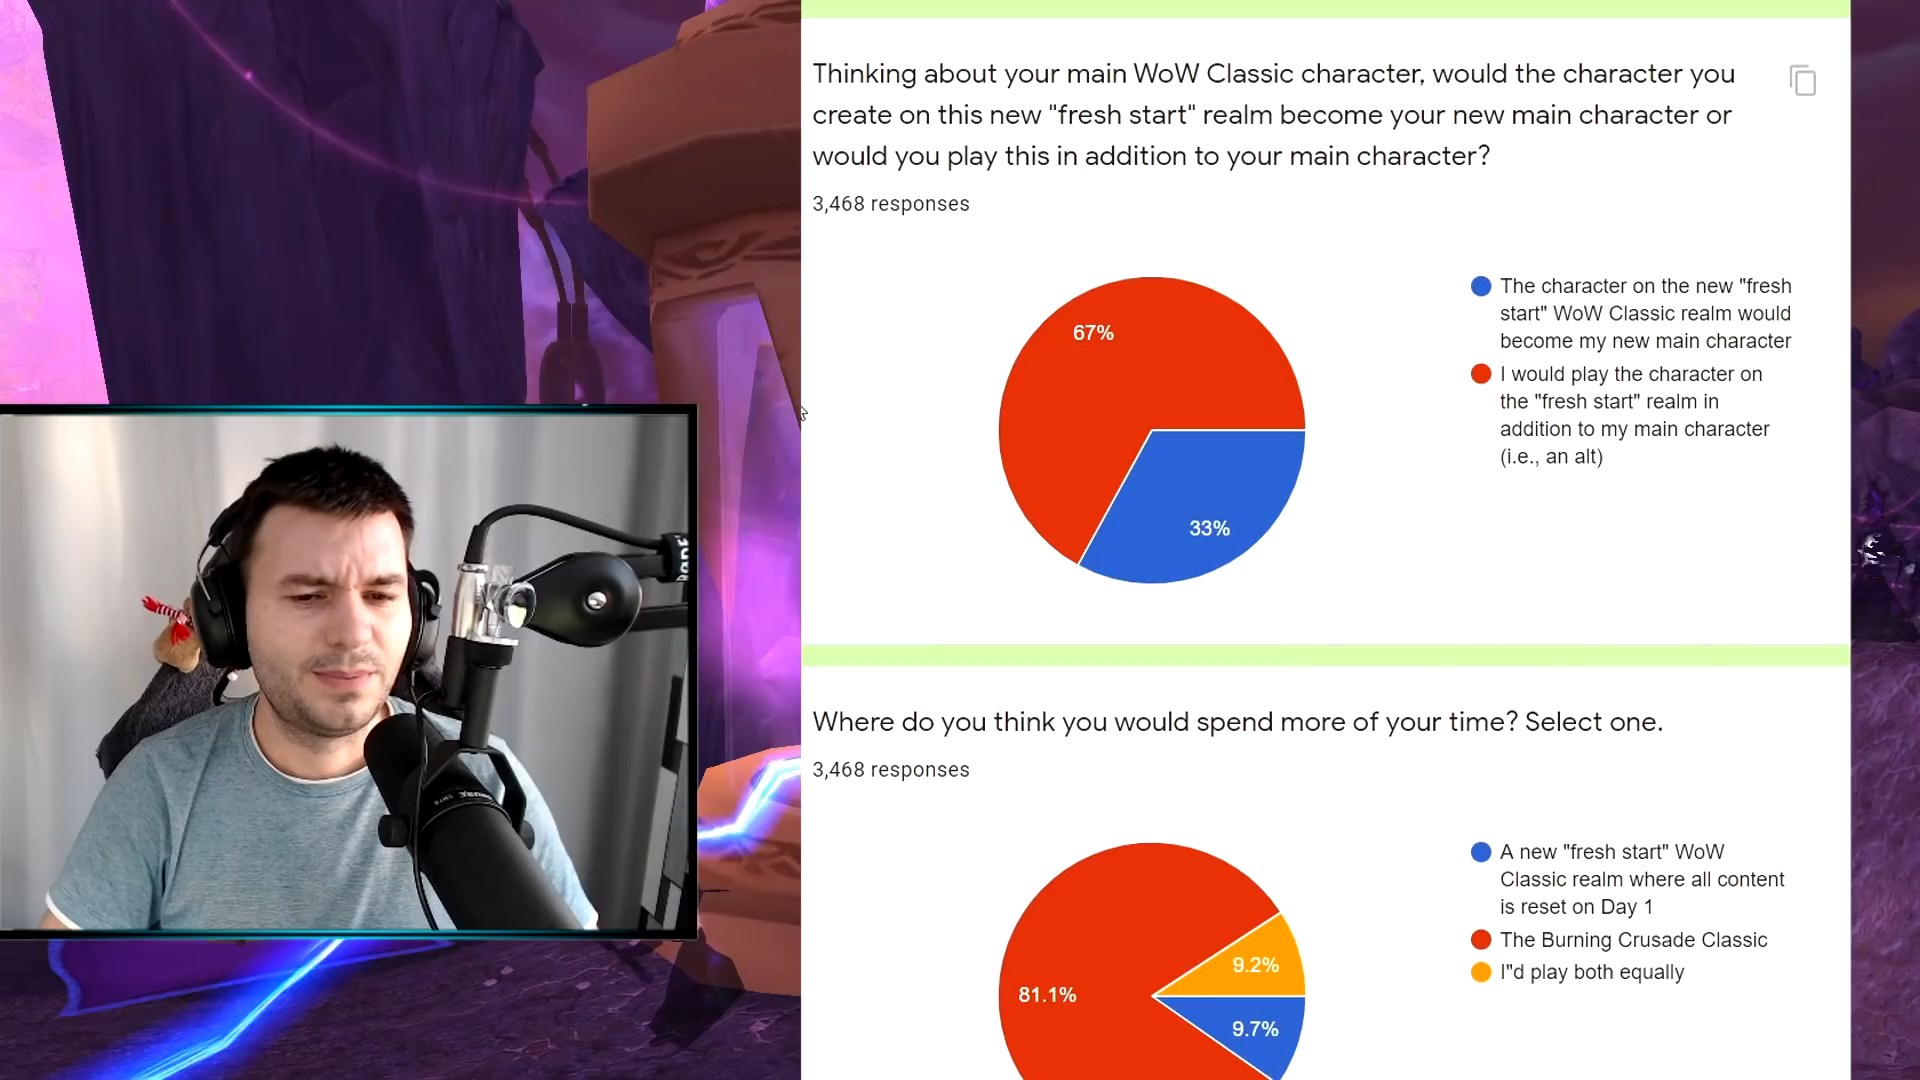 Thinking about your main WoW Classic character, would the character you
create on this new "fresh start" realm become your new main character or
would you play this in addition to your main character?
3,468 responses
67%
33%
The character on the new "fresh
start" WoW Classic realm would
become my new main character
I would play the character on
the "fresh start" realm in
addition to my main character
(i.e., an alt)
Where do you think you would spend more of your time? Select one.
3,468 responses
81.1%
9.2%
9.7%
A new "fresh start" WoW
Classic realm where all content
is reset on Day 1
The Burning Crusade Classic
I"d play both equally